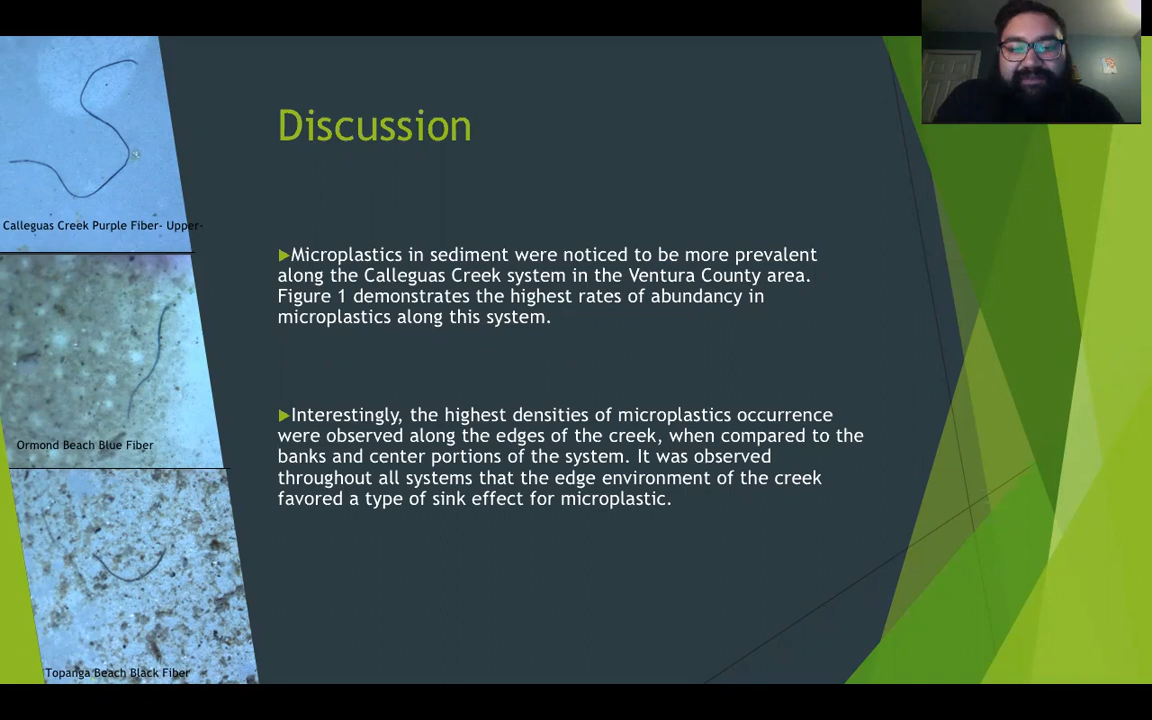 Discussion
Calleguas Creek Purple Fiber- Upper-
Microplastics in sediment were noticed to be more prevalent
along the Calleguas Creek system in the Ventura County area.
Figure 1 demonstrates the highest rates of abundancy in
microplastics along this system.
Interestingly, the highest densities of microplastics occurrence
were observed along the edges of the creek, when compared to the
banks and center portions of the system. It was observed
throughout all systems that the edge environment of the creek
favored a type of sink effect for microplastic.
Ormond Beach Blue Fiber
Topanga Beach Black Fiber